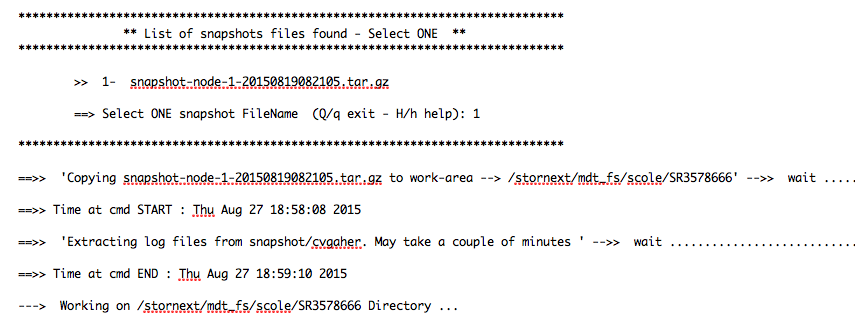 ******************************************************************************
** List of snapshots files found - Select ONE **
******************************************************************************
>> 1- snapshot-node-1-20150819082105.tar.gz
==> Select ONE snapshot FileName (Q/q exit - H/h help): 1
******************************************************************************
==>> 'Copying snapshot-node-1-20150819082105.tar.gz to work-area --> /stornext/mdt_fs/scole/SR3578666' -->> wait .....
==>> Time at cmd START : Thu Aug 27 18:58:08 2015
==>> 'Extracting log files from snapshot/cvgaher. May take a couple of minutes ' -->> wait ...........................
==>> Time at cmd END : Thu Aug 27 18:59:10 2015
---> Working on /stornext/mdt_fs/scole/SR3578666 Directory ...